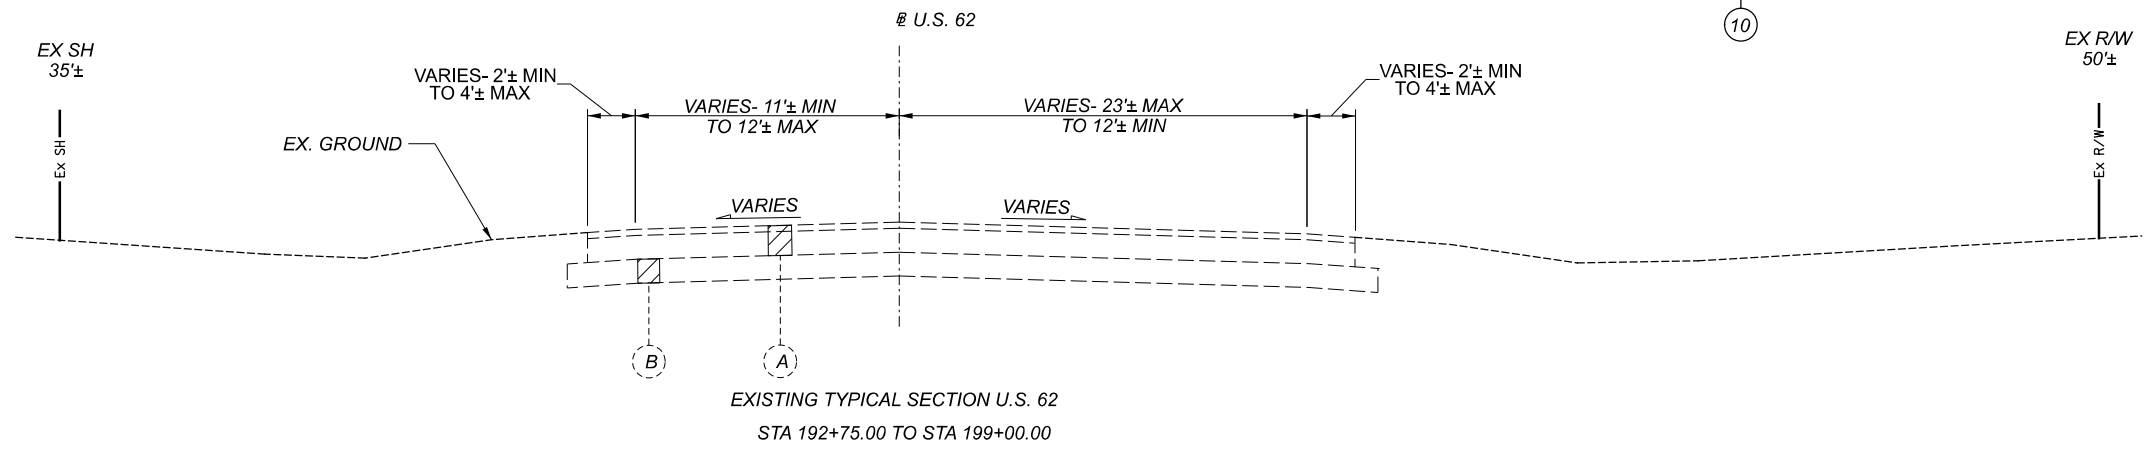 ℄ U.S. 62
10
EX SH
35'±
EX R/W
50'±
VARIES- 2'± MIN
TO 4'± MAX
VARIES- 11'± MIN
TO 12'± MAX
VARIES- 23'± MAX
TO 12'± MIN
VARIES- 2'± MIN
TO 4'± MAX
EX. GROUND
Ex SH
Ex R/W
VARIES
VARIES
B
A
EXISTING TYPICAL SECTION U.S. 62
STA 192+75.00 TO STA 199+00.00